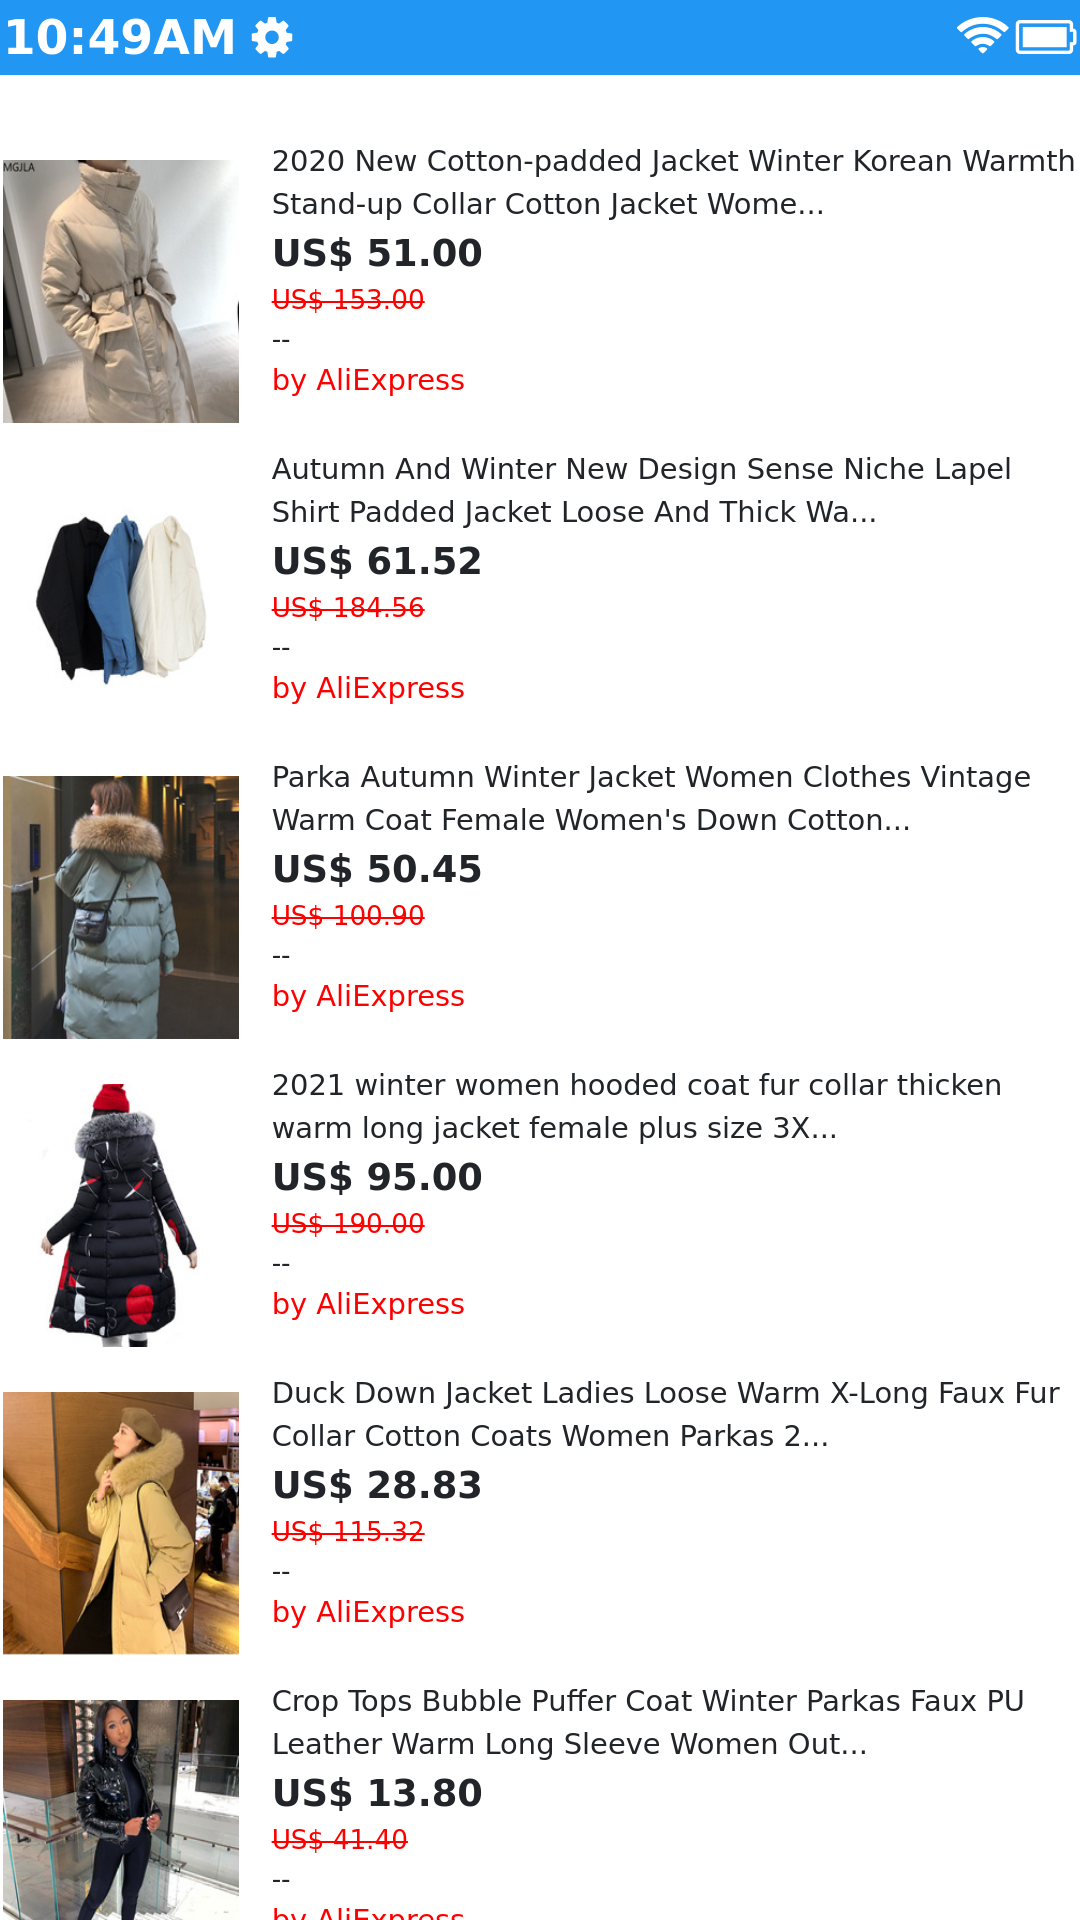 10:49AM
MGJLA
2020 New Cotton-padded Jacket Winter Korean Warmth
Stand-up Collar Cotton Jacket Wome...
US$ 51.00
US$ 153.00
--
by AliExpress
Autumn And Winter New Design Sense Niche Lapel
Shirt Padded Jacket Loose And Thick Wa...
US$ 61.52
US$ 184.56
--
by AliExpress
Parka Autumn Winter Jacket Women Clothes Vintage
Warm Coat Female Women's Down Cotton...
US$ 50.45
US$ 100.90
--
by AliExpress
2021 winter women hooded coat fur collar thicken
warm long jacket female plus size 3X...
US$ 95.00
US$ 190.00
--
by AliExpress
Duck Down Jacket Ladies Loose Warm X-Long Faux Fur
Collar Cotton Coats Women Parkas 2...
US$ 28.83
US$ 115.32
--
by AliExpress
Crop Tops Bubble Puffer Coat Winter Parkas Faux PU
Leather Warm Long Sleeve Women Out...
US$ 13.80
US$ 41.40
--
by AliExpress